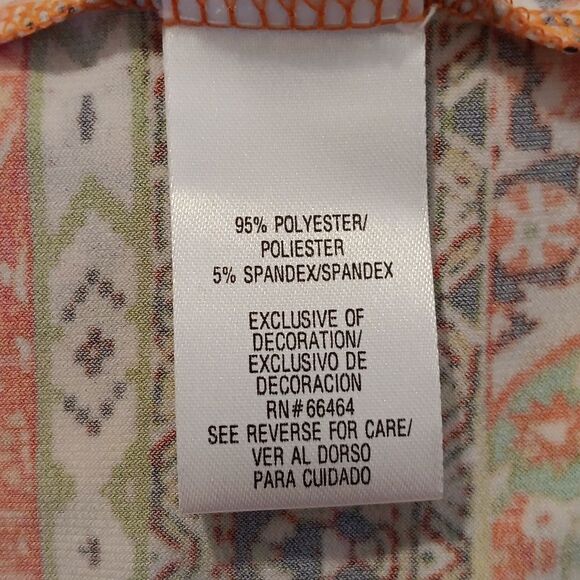 95% POLYESTER/
POLIESTER
5% SPANDEX/SPANDEX
EXCLUSIVE OF
DECORATION/
EXCLUSIVO DE
DECORACION
RN#66464
SEE REVERSE FOR CARE/
VER AL DORSO
PARA CUIDADO